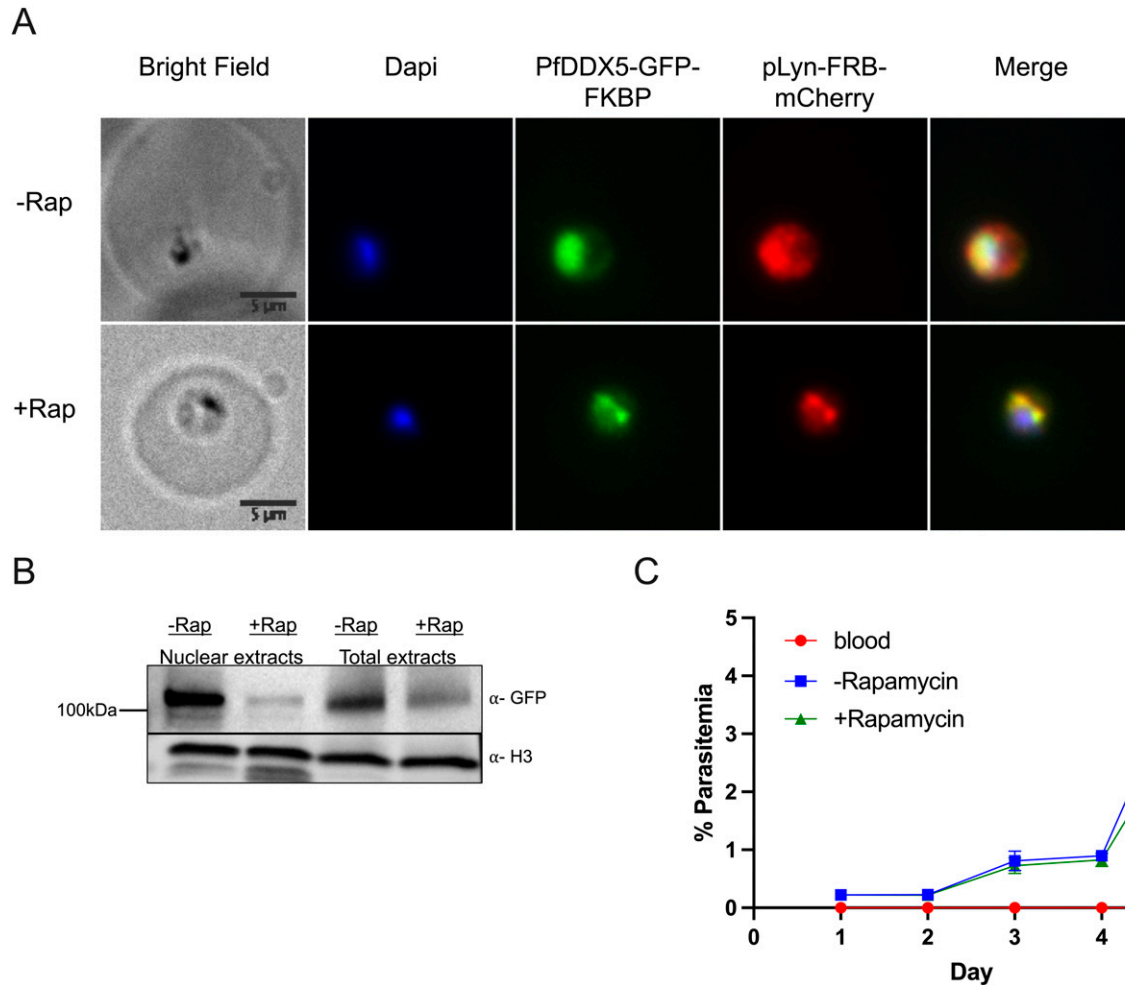 A
Bright Field
Dapi
PfDDX5-GFP-
FKBP
pLyn-FRB-
mCherry
Merge
-Rap
5 μm
+Rap
5 μm
B
-Rap +Rap -Rap +Rap
Nuclear extracts Total extracts
100kDa
α- GFP
α- H3
C
5
4
3
2
1
0
% Parasitemia
blood
-Rapamycin
+Rapamycin
0 1 2 3 4
Day